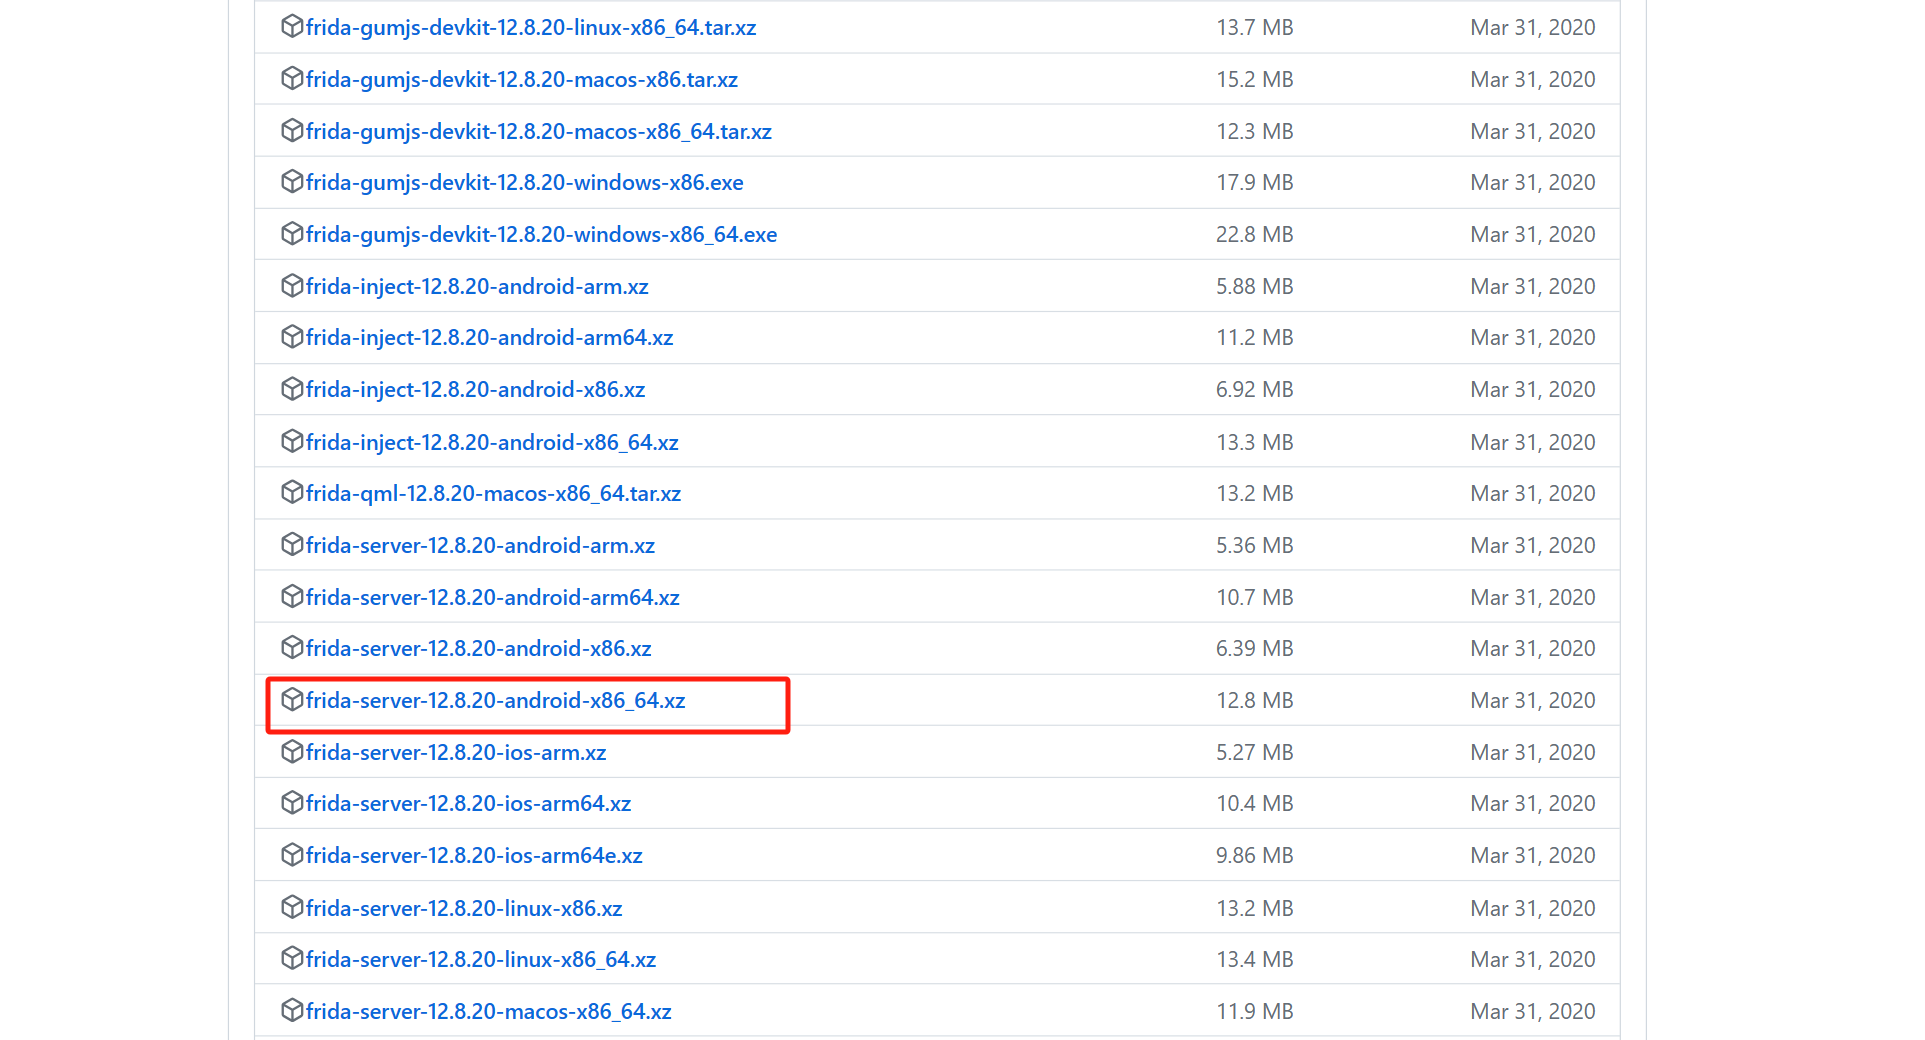 frida-gumjs-devkit-12.8.20-linux-x86_64.tar.xz 13.7 MB Mar 31, 2020
frida-gumjs-devkit-12.8.20-macos-x86.tar.xz 15.2 MB Mar 31, 2020
frida-gumjs-devkit-12.8.20-macos-x86_64.tar.xz 12.3 MB Mar 31, 2020
frida-gumjs-devkit-12.8.20-windows-x86.exe 17.9 MB Mar 31, 2020
frida-gumjs-devkit-12.8.20-windows-x86_64.exe 22.8 MB Mar 31, 2020
frida-inject-12.8.20-android-arm.xz 5.88 MB Mar 31, 2020
frida-inject-12.8.20-android-arm64.xz 11.2 MB Mar 31, 2020
frida-inject-12.8.20-android-x86.xz 6.92 MB Mar 31, 2020
frida-inject-12.8.20-android-x86_64.xz 13.3 MB Mar 31, 2020
frida-qml-12.8.20-macos-x86_64.tar.xz 13.2 MB Mar 31, 2020
frida-server-12.8.20-android-arm.xz 5.36 MB Mar 31, 2020
frida-server-12.8.20-android-arm64.xz 10.7 MB Mar 31, 2020
frida-server-12.8.20-android-x86.xz 6.39 MB Mar 31, 2020
frida-server-12.8.20-android-x86_64.xz 12.8 MB Mar 31, 2020
frida-server-12.8.20-ios-arm.xz 5.27 MB Mar 31, 2020
frida-server-12.8.20-ios-arm64.xz 10.4 MB Mar 31, 2020
frida-server-12.8.20-ios-arm64e.xz 9.86 MB Mar 31, 2020
frida-server-12.8.20-linux-x86.xz 13.2 MB Mar 31, 2020
frida-server-12.8.20-linux-x86_64.xz 13.4 MB Mar 31, 2020
frida-server-12.8.20-macos-x86_64.xz 11.9 MB Mar 31, 2020